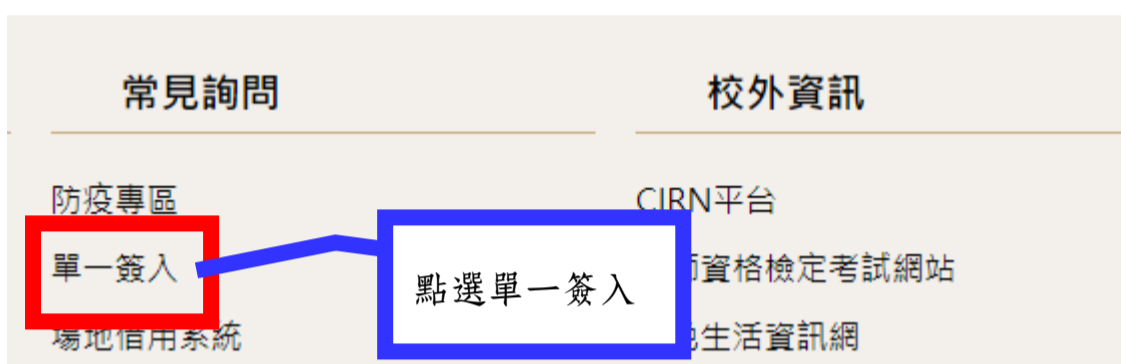 常見詢問
校外資訊
防疫專區
CIRN平台
單一簽入
點選單一簽入
資格檢定考試網站
場地借用系統
生活資訊網